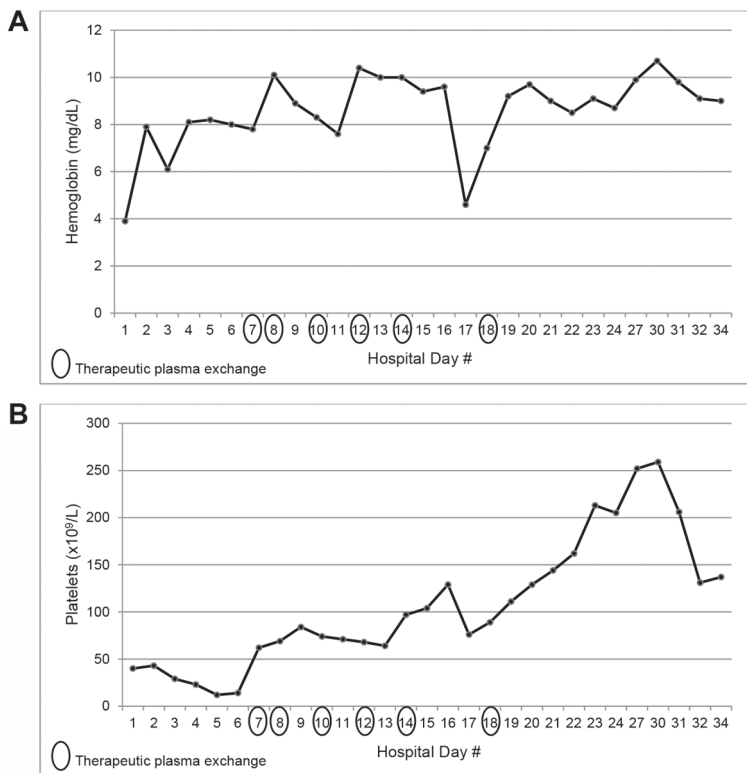 A
Hemoglobin (mg/dL)
12
10
8
6
4
2
0
1 2 3 4 5 6 7 8 9 10 11 12 13 14 15 16 17 18 19 20 21 22 23 24 27 30 31 32 34
Hospital Day #
Therapeutic plasma exchange
B
Platelets (x10⁹/L)
300
250
200
150
100
50
0
1 2 3 4 5 6 7 8 9 10 11 12 13 14 15 16 17 18 19 20 21 22 23 24 27 30 31 32 34
Hospital Day #
Therapeutic plasma exchange